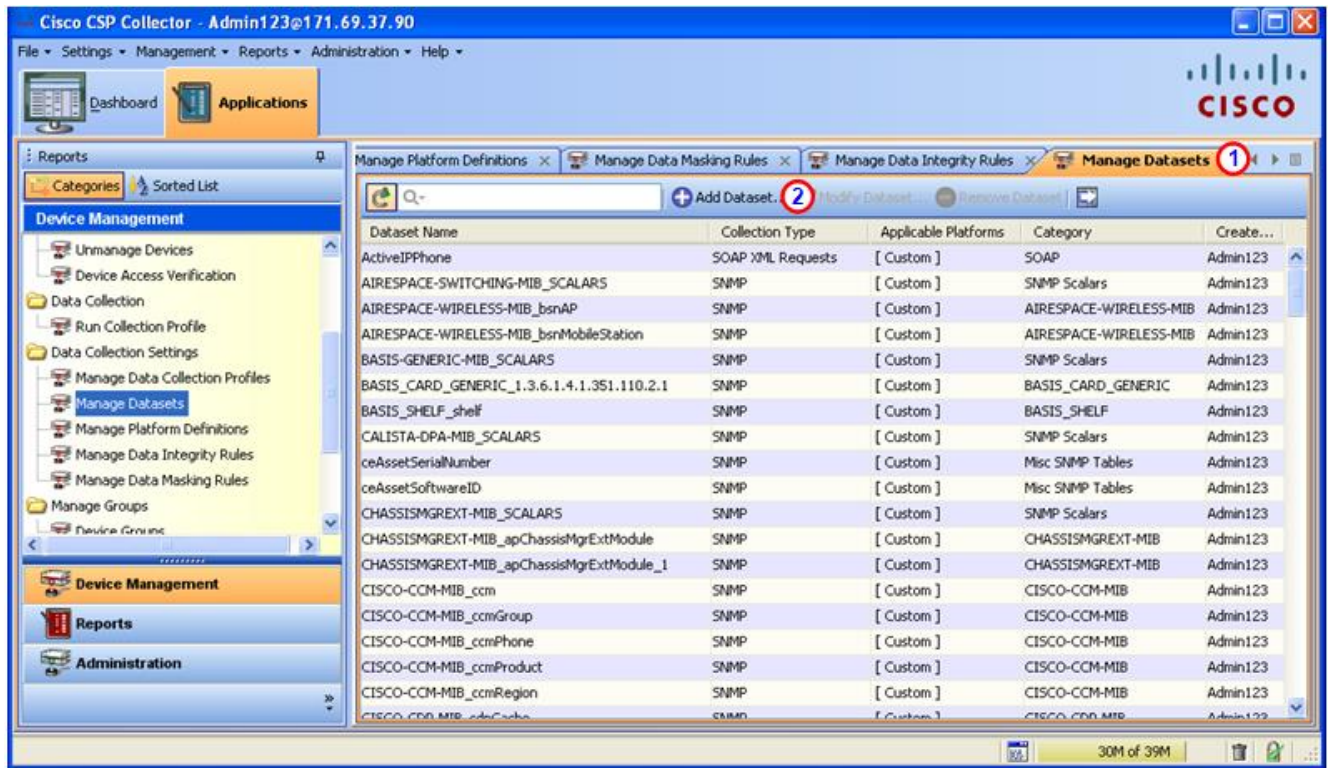 Cisco CSP Collector - Admin123@171.69.37.90
File Settings Management Reports Administration Help
Dashboard Applications
CISCO
Reports
Categories Sorted List
Device Management
Unmanage Devices
Device Access Verification
Data Collection
Run Collection Profile
Data Collection Settings
Manage Data Collection Profiles
Manage Datasets
Manage Platform Definitions
Manage Data Integrity Rules
Manage Data Masking Rules
Manage Groups
Device Groups
Device Management
Reports
Administration
Manage Platform Definitions × Manage Data Masking Rules × Manage Data Integrity Rules × Manage Datasets 1
Add Dataset... 2 Modify Dataset... Remove Dataset
Dataset Name Collection Type Applicable Platforms Category Create...
ActiveIPPhone SOAP XML Requests [ Custom ] SOAP Admin123
AIRESPACE-SWITCHING-MIB_SCALARS SNMP [ Custom ] SNMP Scalars Admin123
AIRESPACE-WIRELESS-MIB_bsnAP SNMP [ Custom ] AIRESPACE-WIRELESS-MIB Admin123
AIRESPACE-WIRELESS-MIB_bsnMobileStation SNMP [ Custom ] AIRESPACE-WIRELESS-MIB Admin123
BASIS-GENERIC-MIB_SCALARS SNMP [ Custom ] SNMP Scalars Admin123
BASIS_CARD_GENERIC_1.3.6.1.4.1.351.110.2.1 SNMP [ Custom ] BASIS_CARD_GENERIC Admin123
BASIS_SHELF_shelf SNMP [ Custom ] BASIS_SHELF Admin123
CALISTA-DPA-MIB_SCALARS SNMP [ Custom ] SNMP Scalars Admin123
ceAssetSerialNumber SNMP [ Custom ] Misc SNMP Tables Admin123
ceAssetSoftwareID SNMP [ Custom ] Misc SNMP Tables Admin123
CHASSISMGREXT-MIB_SCALARS SNMP [ Custom ] SNMP Scalars Admin123
CHASSISMGREXT-MIB_apChassisMgrExtModule SNMP [ Custom ] CHASSISMGREXT-MIB Admin123
CHASSISMGREXT-MIB_apChassisMgrExtModule_1 SNMP [ Custom ] CHASSISMGREXT-MIB Admin123
CISCO-CCM-MIB_ccm SNMP [ Custom ] CISCO-CCM-MIB Admin123
CISCO-CCM-MIB_ccmGroup SNMP [ Custom ] CISCO-CCM-MIB Admin123
CISCO-CCM-MIB_ccmPhone SNMP [ Custom ] CISCO-CCM-MIB Admin123
CISCO-CCM-MIB_ccmProduct SNMP [ Custom ] CISCO-CCM-MIB Admin123
CISCO-CCM-MIB_ccmRegion SNMP [ Custom ] CISCO-CCM-MIB Admin123
CISCO-CDP-MIB_cdpCache SNMP [ Custom ] CISCO-CDP-MIB Admin123
30M of 39M